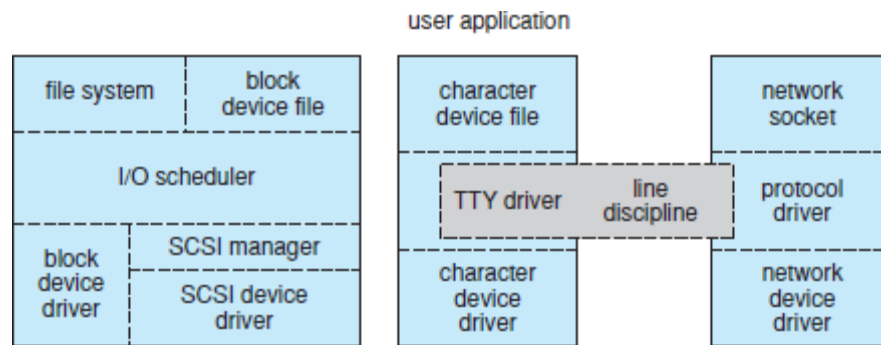 user application
file system
block
device file
I/O scheduler
block
device
driver
SCSI manager
SCSI device
driver
character
device file
TTY driver
line
discipline
character
device
driver
network
socket
protocol
driver
network
device
driver